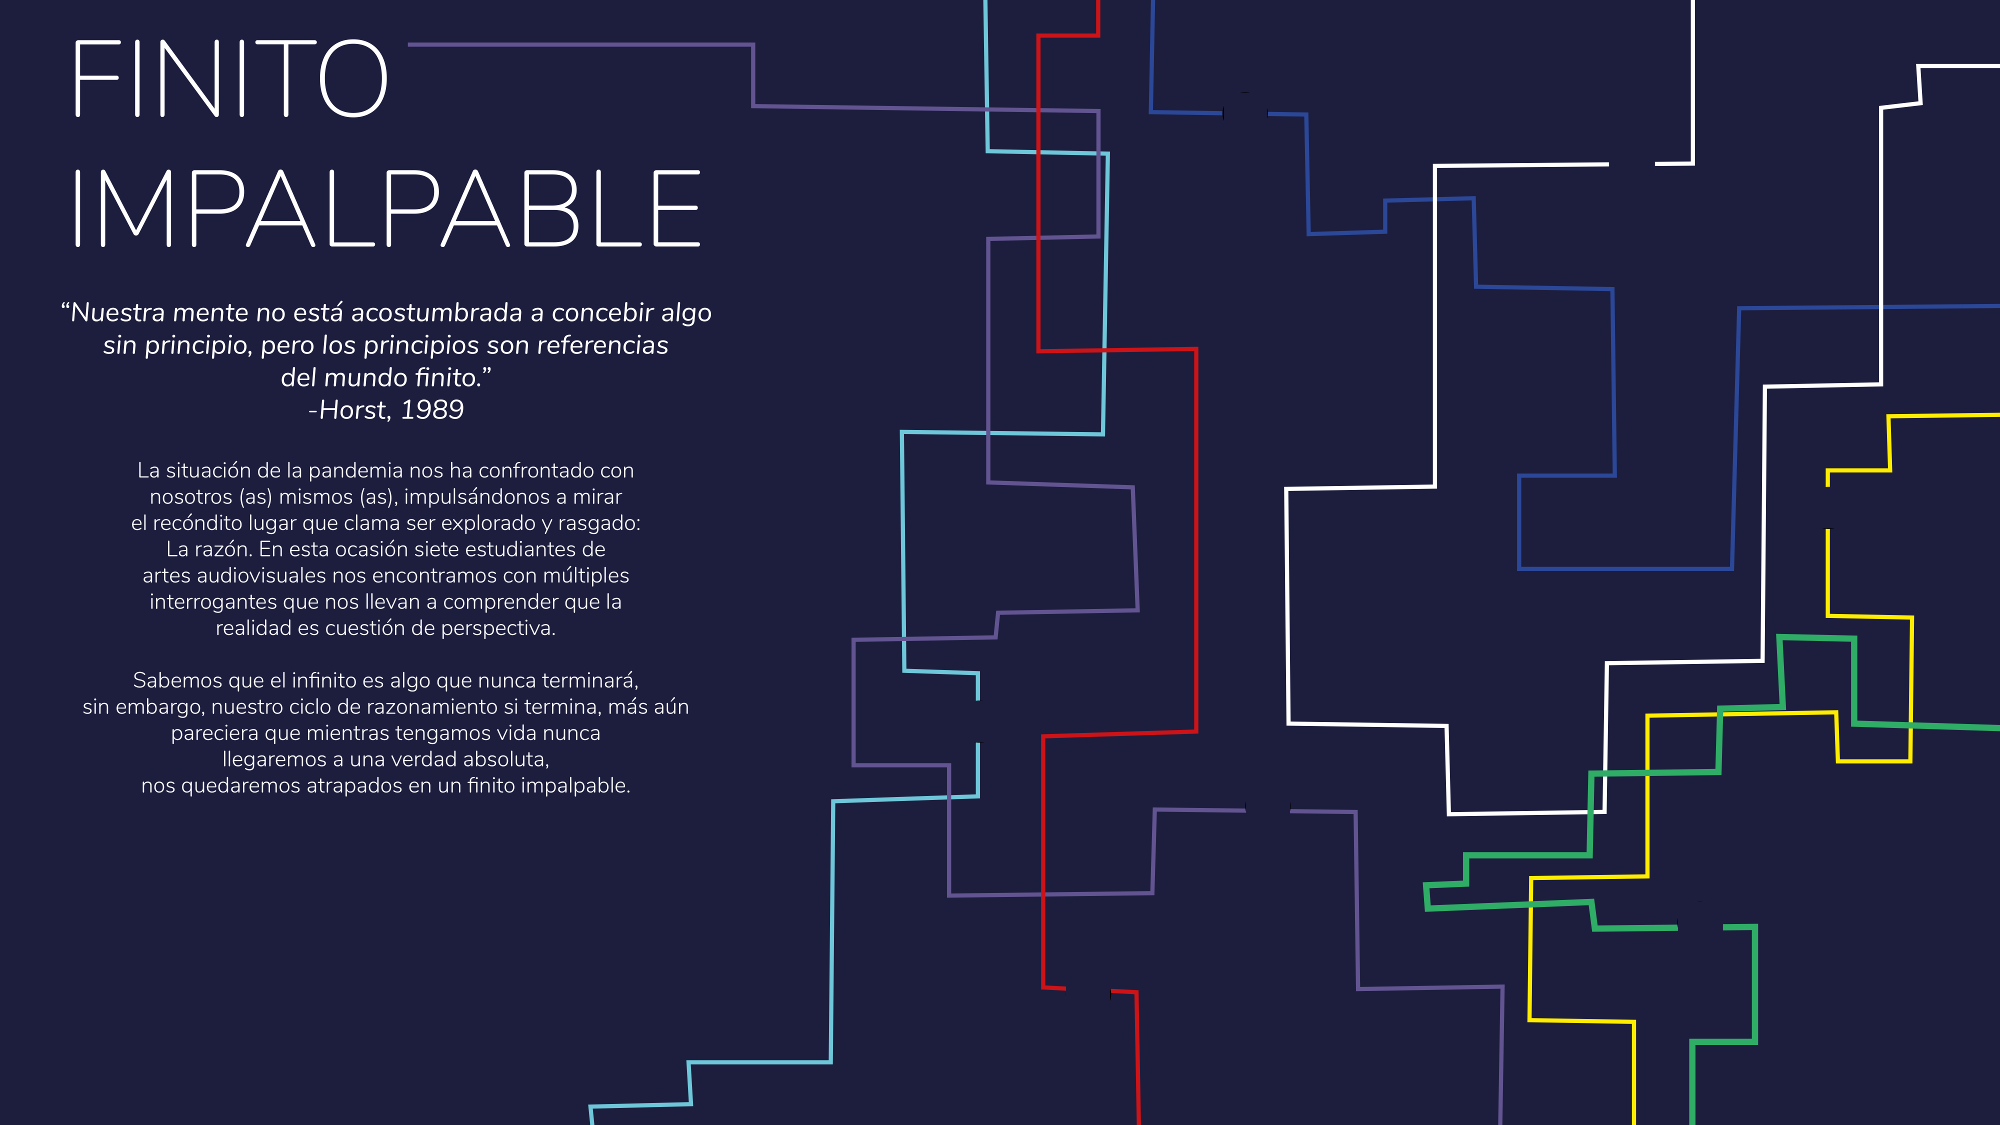 FINITO
IMPALPABLE
“Nuestra mente no está acostumbrada a concebir algo
sin principio, pero los principios son referencias
del mundo finito.”
-Horst, 1989
La situación de la pandemia nos ha confrontado con
nosotros (as) mismos (as), impulsándonos a mirar
el recóndito lugar que clama ser explorado y rasgado:
La razón. En esta ocasión siete estudiantes de
artes audiovisuales nos encontramos con múltiples
interrogantes que nos llevan a comprender que la
realidad es cuestión de perspectiva.
Sabemos que el infinito es algo que nunca terminará,
sin embargo, nuestro ciclo de razonamiento si termina, más aún
pareciera que mientras tengamos vida nunca
llegaremos a una verdad absoluta,
nos quedaremos atrapados en un finito impalpable.